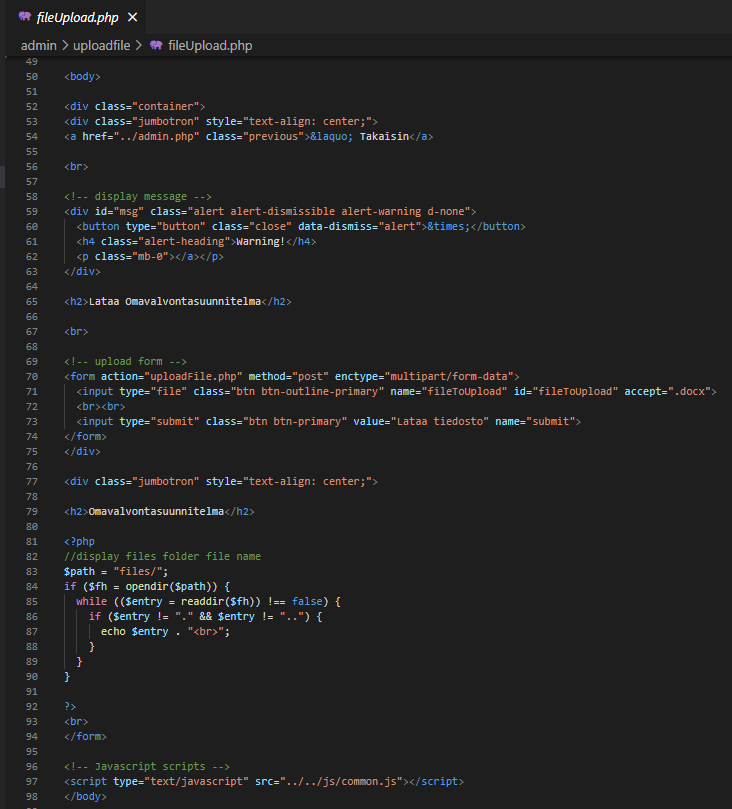 fileUpload.php ×
admin > uploadfile > fileUpload.php
49
50 <body>
51
52 <div class="container">
53 <div class="jumbotron" style="text-align: center;">
54 <a href="../admin.php" class="previous">&laquo; Takaisin</a>
55
56 <br>
57
58 <!-- display message -->
59 <div id="msg" class="alert alert-dismissible alert-warning d-none">
60   <button type="button" class="close" data-dismiss="alert">&times;</button>
61   <h4 class="alert-heading">Warning!</h4>
62   <p class="mb-0"></a></p>
63 </div>
64
65 <h2>Lataa Omavalvontasuunnitelma</h2>
66
67 <br>
68
69 <!-- upload form -->
70 <form action="uploadFile.php" method="post" enctype="multipart/form-data">
71   <input type="file" class="btn btn-outline-primary" name="fileToUpload" id="fileToUpload" accept=".docx">
72   <br><br>
73   <input type="submit" class="btn btn-primary" value="Lataa tiedosto" name="submit">
74 </form>
75 </div>
76
77 <div class="jumbotron" style="text-align: center;">
78
79 <h2>Omavalvontasuunnitelma</h2>
80
81 <?php
82 //display files folder file name
83 $path = "files/";
84 if ($fh = opendir($path)) {
85   while (($entry = readdir($fh)) !== false) {
86     if ($entry != "." && $entry != "..") {
87       echo $entry . "<br>";
88     }
89   }
90 }
91
92 ?>
93 <br>
94 </form>
95
96 <!-- Javascript scripts -->
97 <script type="text/javascript" src="../../js/common.js"></script>
98 </body>